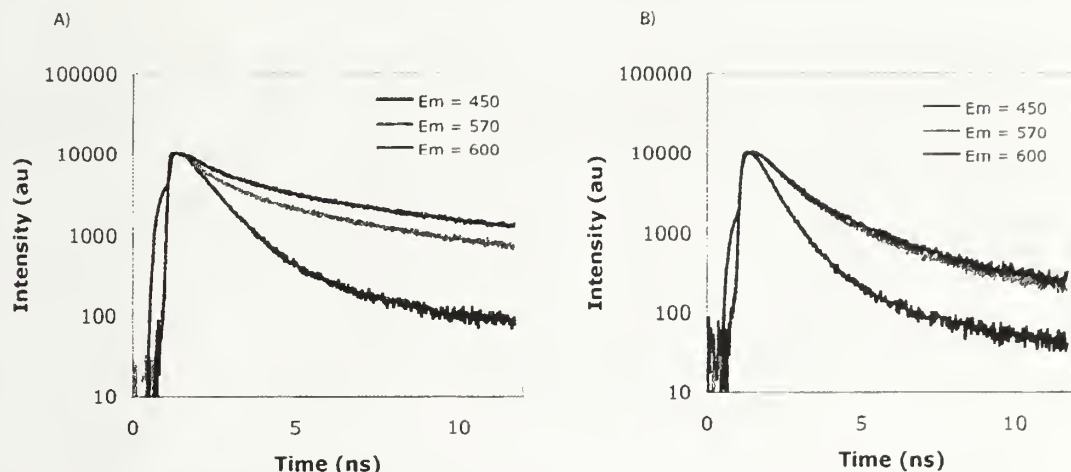 A)
100000
10000
1000
100
10
Intensity (au)
Em = 450
Em = 570
Em = 600
0 5 10
Time (ns)
B)
100000
10000
1000
100
10
Intensity (au)
Em = 450
Em = 570
Em = 600
0 5 10
Time (ns)